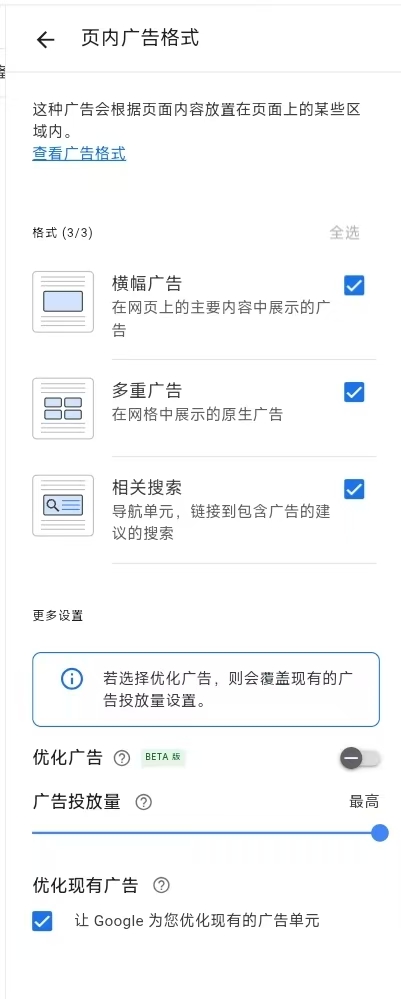 页内广告格式
这种广告会根据页面内容放置在页面上的某些区
域内。
查看广告格式
格式 (3/3)
全选
横幅广告
在网页上的主要内容中展示的广
告
多重广告
在网格中展示的原生广告
相关搜索
导航单元，链接到包含广告的建
议的搜索
更多设置
若选择优化广告，则会覆盖现有的广
告投放量设置。
优化广告 BETA 版
广告投放量
最高
优化现有广告
让 Google 为您优化现有的广告单元